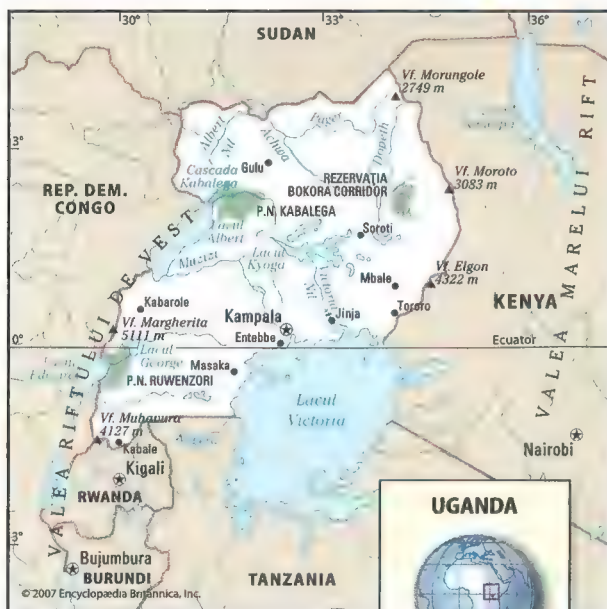 30°
33°
36°
SUDAN
Vf. Morungole
2749 m
3°
Albert
Nil
Achwa
Pager
Dopeth
Gulu
Cascada
Kabalega
REZERVAȚIA
BOKORA CORRIDOR
Vf. Moroto
3083 m
REP. DEM.
CONGO
P.N. KABALEGA
Lacul
Albert
Soroti
Lacul
Kyoga
Nil
Mbale
Vf. Elgon
4322 m
VALEA RIFTULUI DE VEST
VALEA MARELUI RIFT
Kabarole
Kampala
Jinja
Tororo
KENYA
Vf. Margherita
5111 m
Entebbe
0°
Ecuator
Lacul
George
Masaka
P.N. RUWENZORI
Lacul
Victoria
Vf. Muhavura
4127 m
Kabale
Nairobi
Kigali
RWANDA
UGANDA
3°
Bujumbura
BURUNDI
TANZANIA
© 2007 Encyclopædia Britannica, Inc.